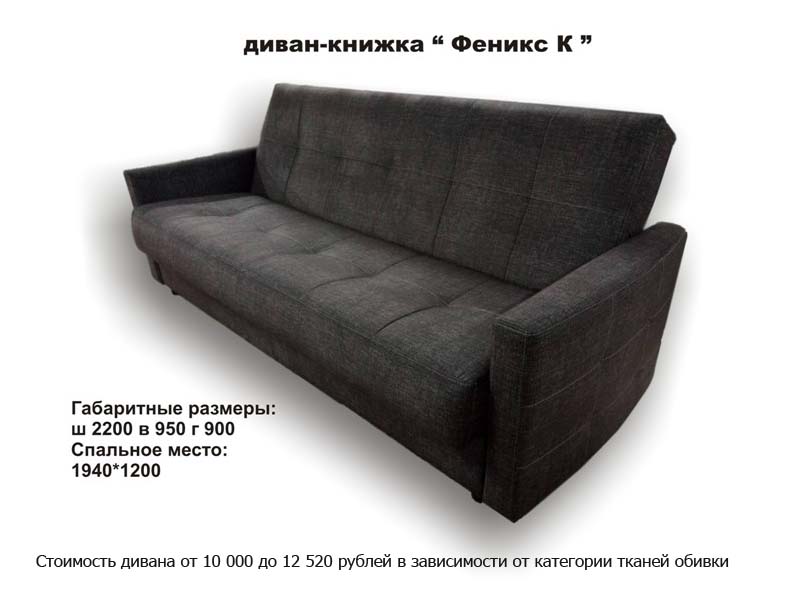 диван-книжка “ Феникс К ”
Габаритные размеры:
ш 2200 в 950 г 900
Спальное место:
1940*1200
Стоимость дивана от 10 000 до 12 520 рублей в зависимости от категории тканей обивки